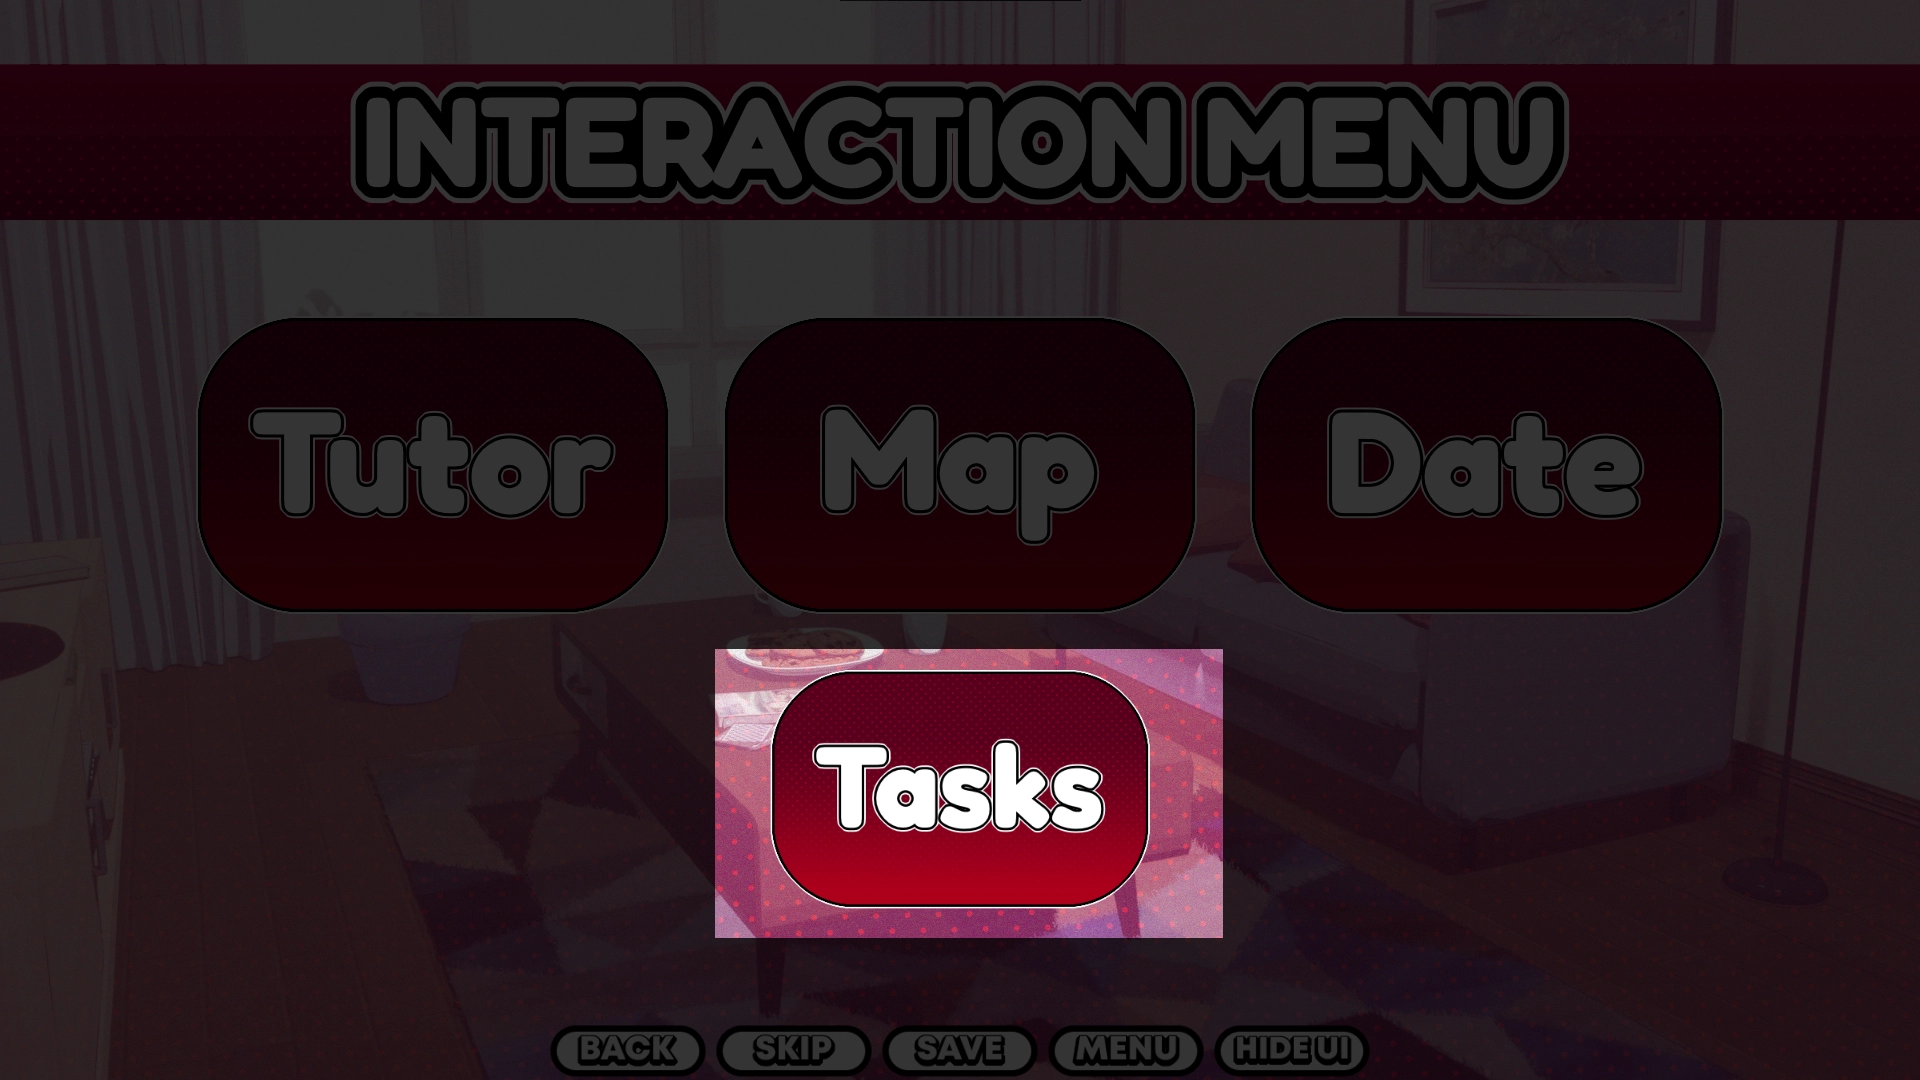 INTERACTION MENU
Tutor
Map
Date
Tasks
BACK
SKIP
SAVE
MENU
HIDE UI